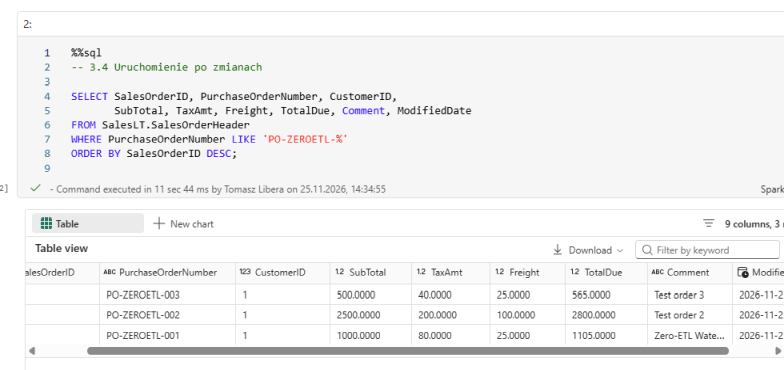 2:
1 %%sql
2 -- 3.4 Uruchomienie po zmianach
3
4 SELECT SalesOrderID, PurchaseOrderNumber, CustomerID,
5 SubTotal, TaxAmt, Freight, TotalDue, Comment, ModifiedDate
6 FROM SalesLT.SalesOrderHeader
7 WHERE PurchaseOrderNumber LIKE 'PO-ZEROETL-%'
8 ORDER BY SalesOrderID DESC;
9
2] - Command executed in 11 sec 44 ms by Tomasz Libera on 25.11.2026, 14:34:55 Spark
Table + New chart 9 columns, 3
Table view Download Filter by keyword
alesOrderID ABC PurchaseOrderNumber 123 CustomerID 1.2 SubTotal 1.2 TaxAmt 1.2 Freight 1.2 TotalDue ABC Comment Modifie
PO-ZEROETL-003 1 500.0000 40.0000 25.0000 565.0000 Test order 3 2026-11-2
PO-ZEROETL-002 1 2500.0000 200.0000 100.0000 2800.0000 Test order 2 2026-11-2
PO-ZEROETL-001 1 1000.0000 80.0000 25.0000 1105.0000 Zero-ETL Wate... 2026-11-2